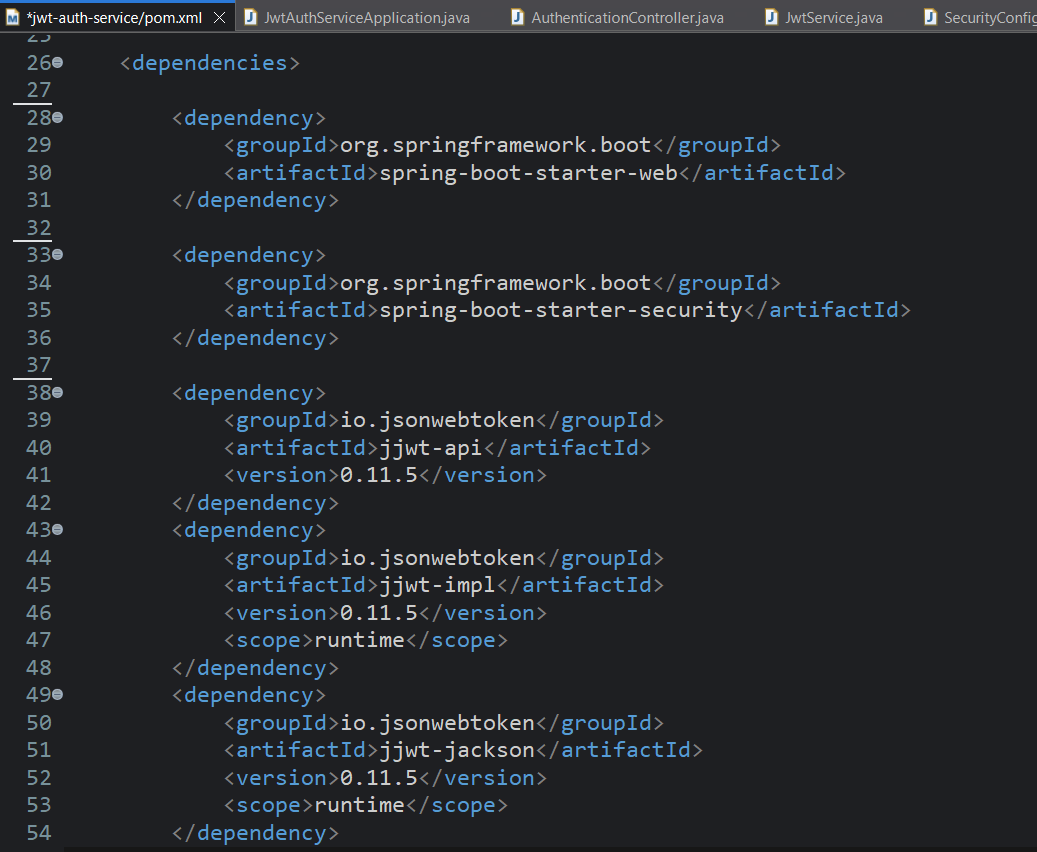 *jwt-auth-service/pom.xml JwtAuthServiceApplication.java AuthenticationController.java JwtService.java SecurityConfig
25
26 <dependencies>
27
28 <dependency>
29 <groupId>org.springframework.boot</groupId>
30 <artifactId>spring-boot-starter-web</artifactId>
31 </dependency>
32
33 <dependency>
34 <groupId>org.springframework.boot</groupId>
35 <artifactId>spring-boot-starter-security</artifactId>
36 </dependency>
37
38 <dependency>
39 <groupId>io.jsonwebtoken</groupId>
40 <artifactId>jjwt-api</artifactId>
41 <version>0.11.5</version>
42 </dependency>
43 <dependency>
44 <groupId>io.jsonwebtoken</groupId>
45 <artifactId>jjwt-impl</artifactId>
46 <version>0.11.5</version>
47 <scope>runtime</scope>
48 </dependency>
49 <dependency>
50 <groupId>io.jsonwebtoken</groupId>
51 <artifactId>jjwt-jackson</artifactId>
52 <version>0.11.5</version>
53 <scope>runtime</scope>
54 </dependency>